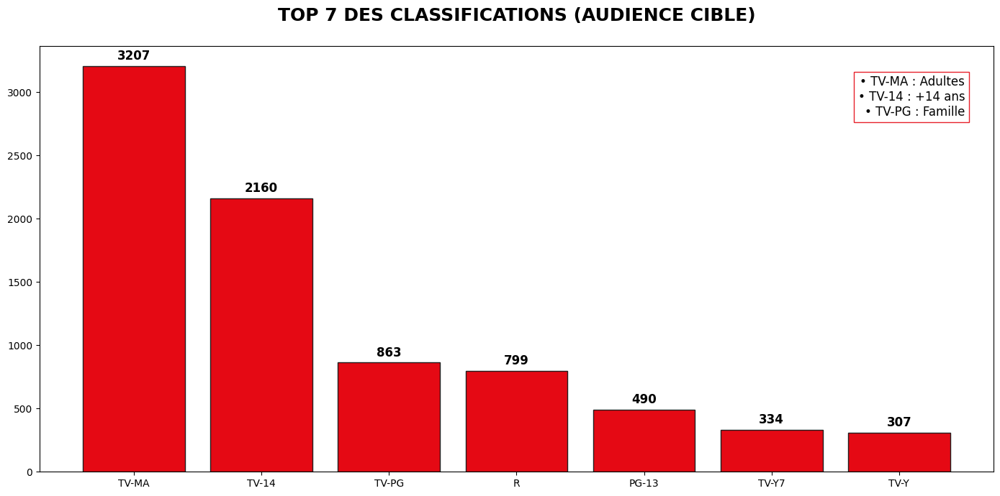 TOP 7 DES CLASSIFICATIONS (AUDIENCE CIBLE)
3207
2160
863
799
490
334
307
• TV-MA : Adultes
• TV-14 : +14 ans
• TV-PG : Famille
3000
2500
2000
1500
1000
500
0
TV-MA TV-14 TV-PG R PG-13 TV-Y7 TV-Y